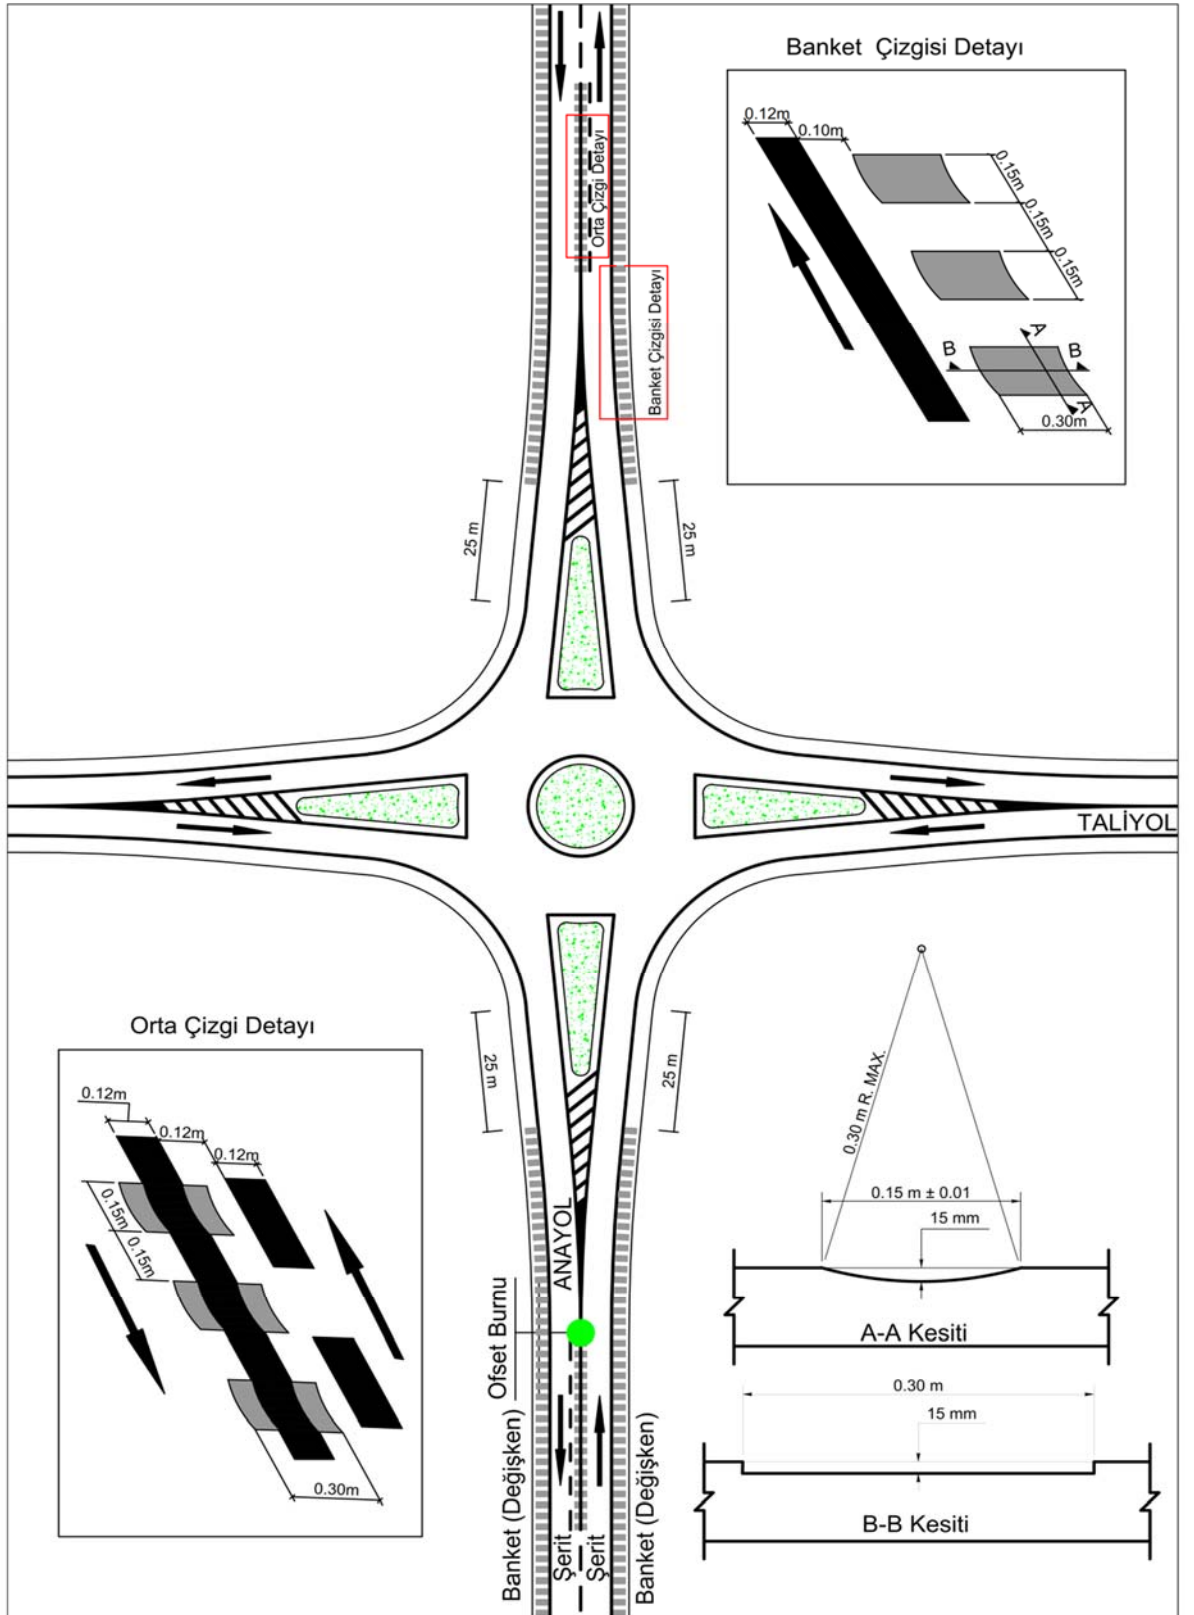 Banket Çizgisi Detayı
0.12m
0.10m
0.15m
0.15m
0.15m
A
B
B
A
0.30m
Orta Çizgi Detayı
Banket Çizgisi Detayı
25 m
25 m
TALİYOL
Orta Çizgi Detayı
0.12m
0.12m
0.12m
0.15m
0.15m
0.30m
25 m
25 m
ANAYOL
Ofset Burnu
Banket (Değişken)
Şerit
Şerit
Banket (Değişken)
0.30 m R. MAX.
0.15 m ± 0.01
15 mm
A-A Kesiti
0.30 m
15 mm
B-B Kesiti